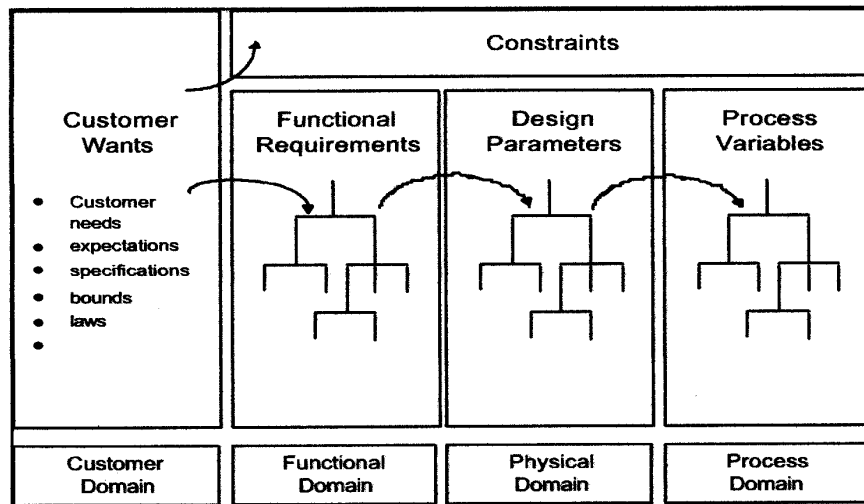 Constraints
Customer
Wants
• Customer
needs
• expectations
• specifications
• bounds
• laws
•
Functional
Requirements
Design
Parameters
Process
Variables
Customer
Domain
Functional
Domain
Physical
Domain
Process
Domain